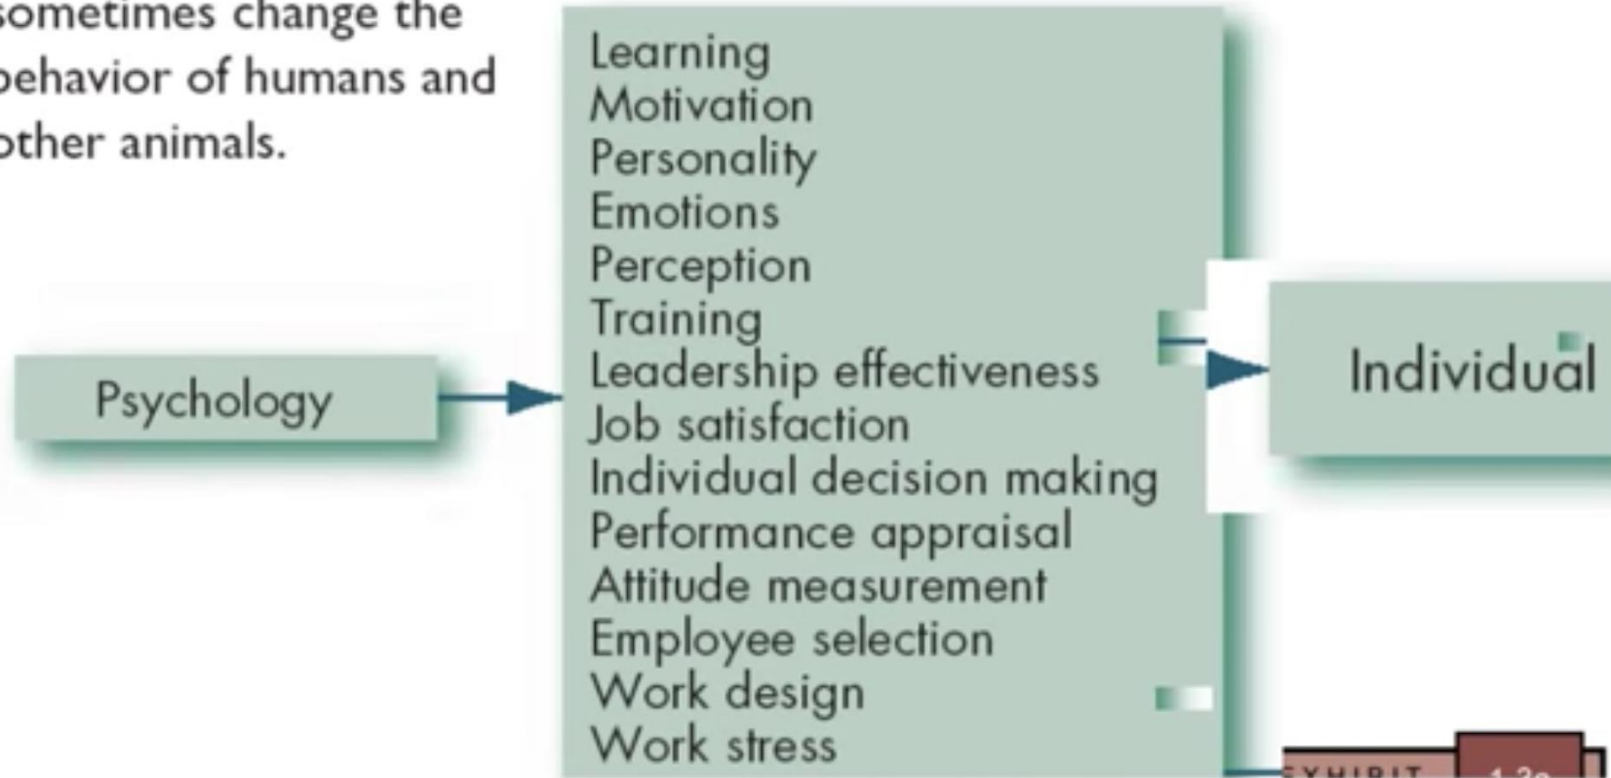 sometimes change the
behavior of humans and
other animals.
Psychology
Learning
Motivation
Personality
Emotions
Perception
Training
Leadership effectiveness
Job satisfaction
Individual decision making
Performance appraisal
Attitude measurement
Employee selection
Work design
Work stress
Individual